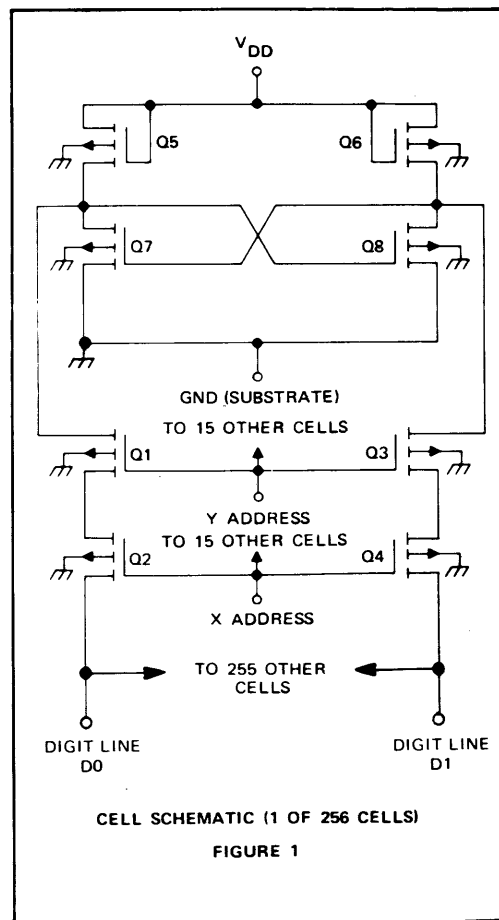 VDD
Q5
Q6
Q7
Q8
GND (SUBSTRATE)
TO 15 OTHER CELLS
Q1
Q3
Y ADDRESS
TO 15 OTHER CELLS
Q2
Q4
X ADDRESS
TO 255 OTHER
CELLS
DIGIT LINE
D0
DIGIT LINE
D1
CELL SCHEMATIC (1 OF 256 CELLS)
FIGURE 1